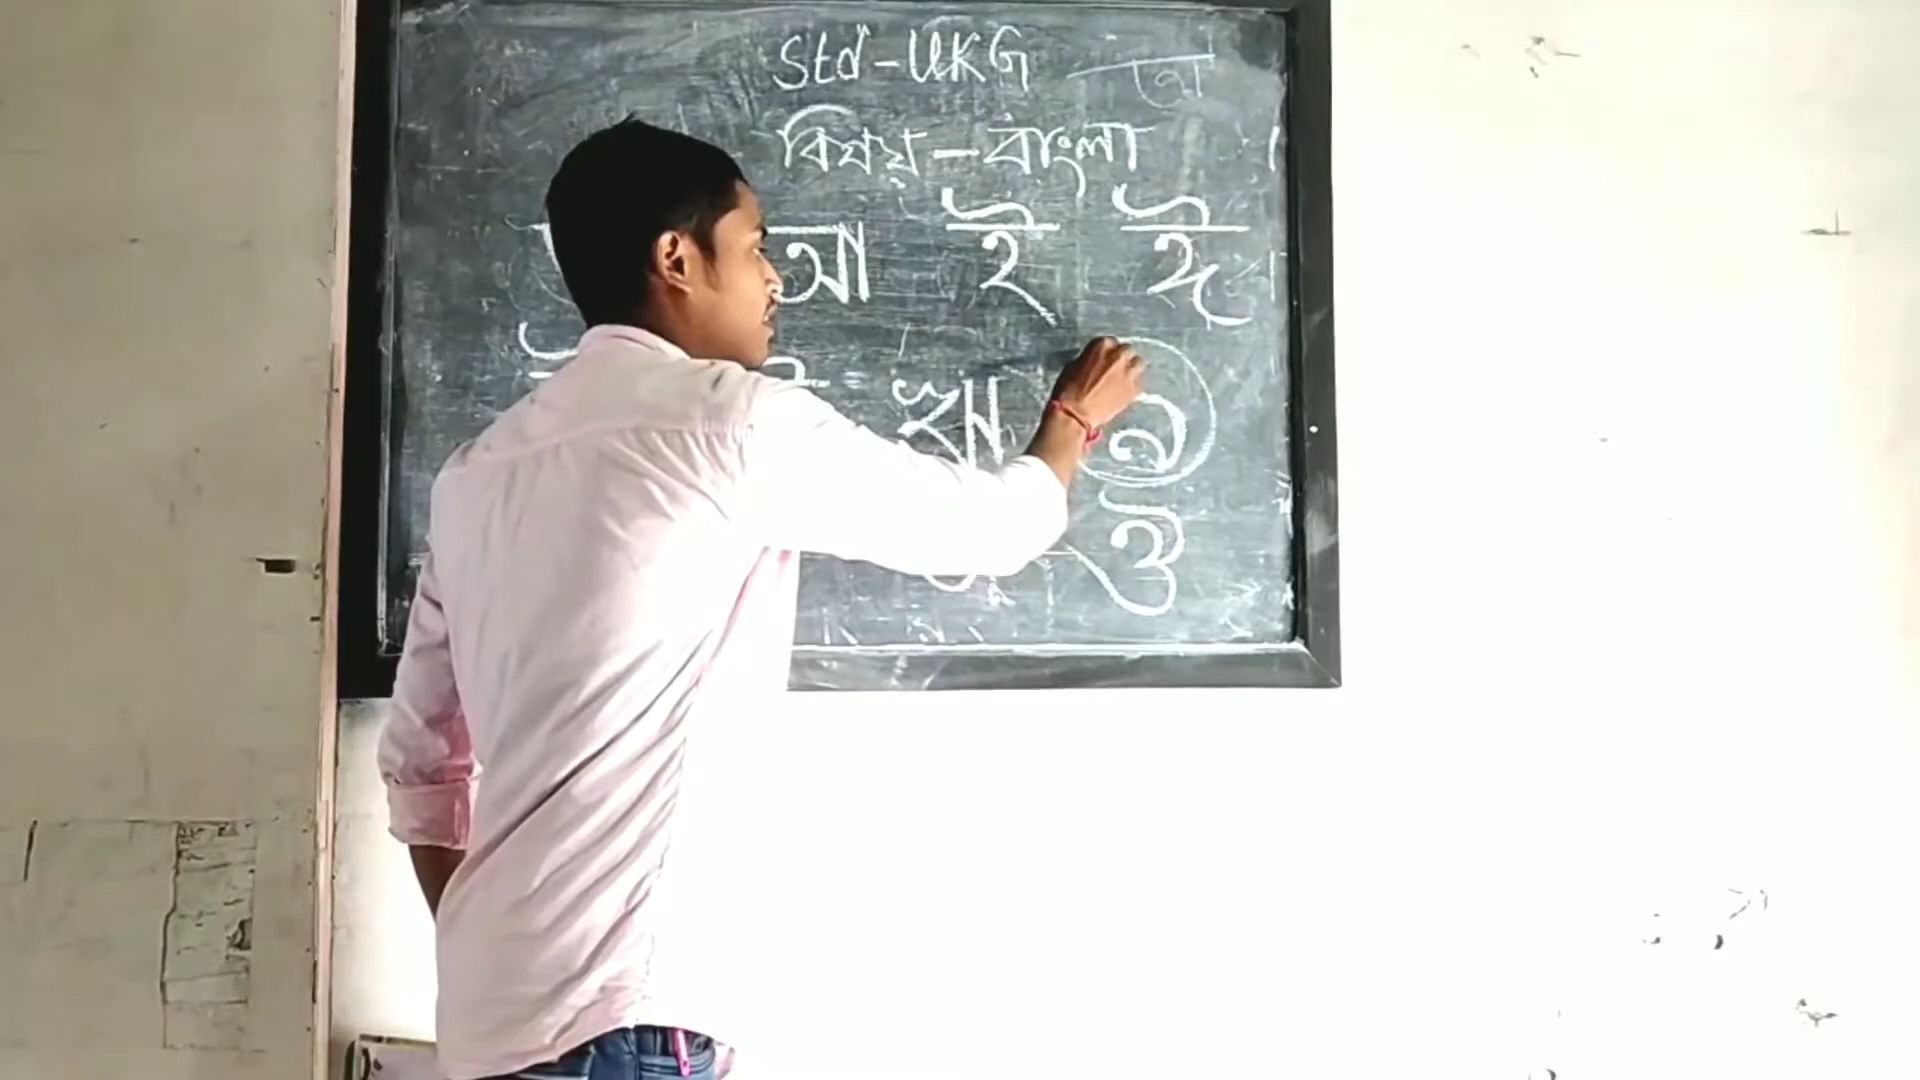 Std-UKG অ
বিষয়-বাংলা
আ ই ঈ
ঋ ঌ
ও ঔ